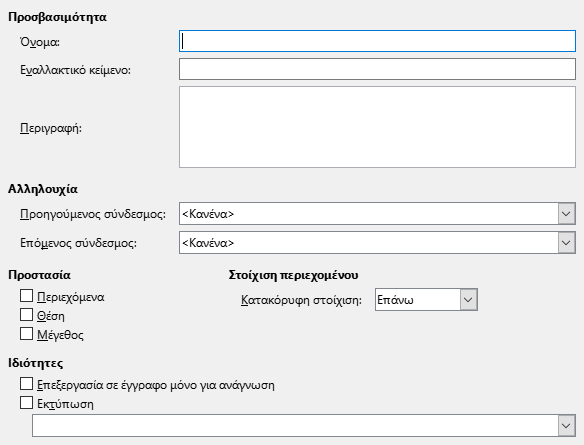 Προσβασιμότητα
Όνομα:
Εναλλακτικό κείμενο:
Περιγραφή:
Αλληλουχία
Προηγούμενος σύνδεσμος: <Κανένα>
Επόμενος σύνδεσμος: <Κανένα>
Προστασία Στοίχιση περιεχομένου
Περιεχόμενα Κατακόρυφη στοίχιση: Επάνω
Θέση
Μέγεθος
Ιδιότητες
Επεξεργασία σε έγγραφο μόνο για ανάγνωση
Εκτύπωση